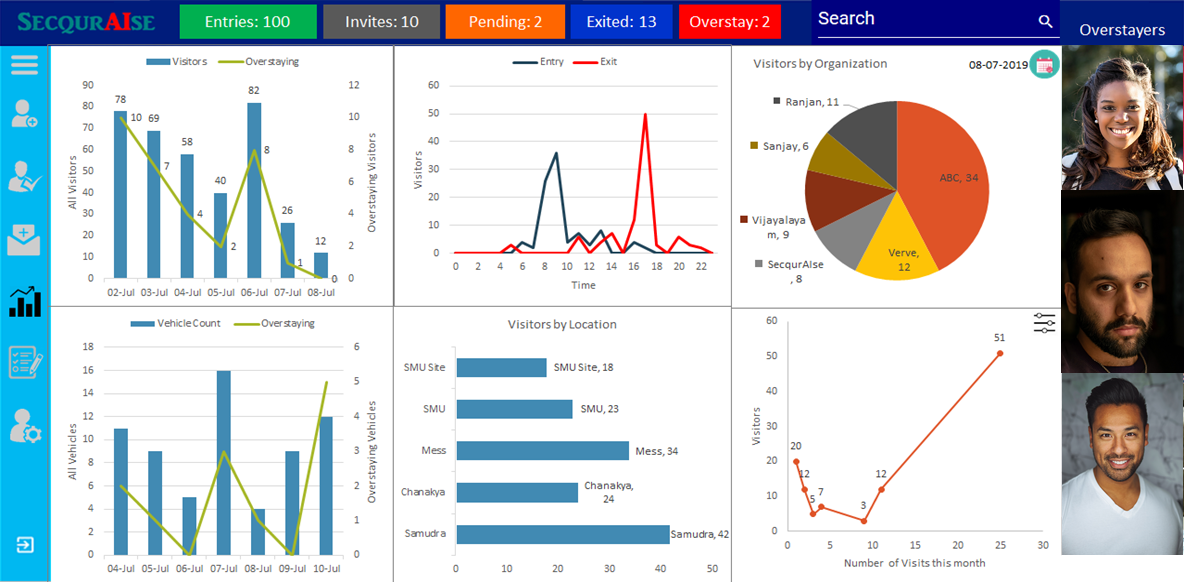 SECQURAISE
Entries: 100
Invites: 10
Pending: 2
Exited: 13
Overstay: 2
Search
Overstayers
Visitors
Overstaying
90
80
70
60
50
40
30
20
10
0
12
10
8
6
4
2
0
78
69
58
40
82
26
12
10
7
4
2
8
1
0
All Visitors
Overstaying Visitors
02-Jul 03-Jul 04-Jul 05-Jul 06-Jul 07-Jul 08-Jul
Entry
Exit
60
50
40
30
20
10
0
Visitors
0 2 4 6 8 10 12 14 16 18 20 22
Time
Visitors by Organization
08-07-2019
Ranjan, 11
Sanjay, 6
Vijayalaya
m, 9
SecqurAIse
, 8
Verve,
12
ABC, 34
Vehicle Count
Overstaying
18
16
14
12
10
8
6
4
2
0
6
5
4
3
2
1
0
All Vehicles
Overstaying Vehicles
04-Jul 05-Jul 06-Jul 07-Jul 08-Jul 09-Jul 10-Jul
Visitors by Location
SMU Site
SMU Site, 18
SMU
SMU, 23
Mess
Mess, 34
Chanakya
Chanakya,
24
Samudra
Samudra, 42
0 10 20 30 40 50
60
50
40
30
20
10
0
Visitors
20
12
5
7
3
12
51
0 5 10 15 20 25 30
Number of Visits this month